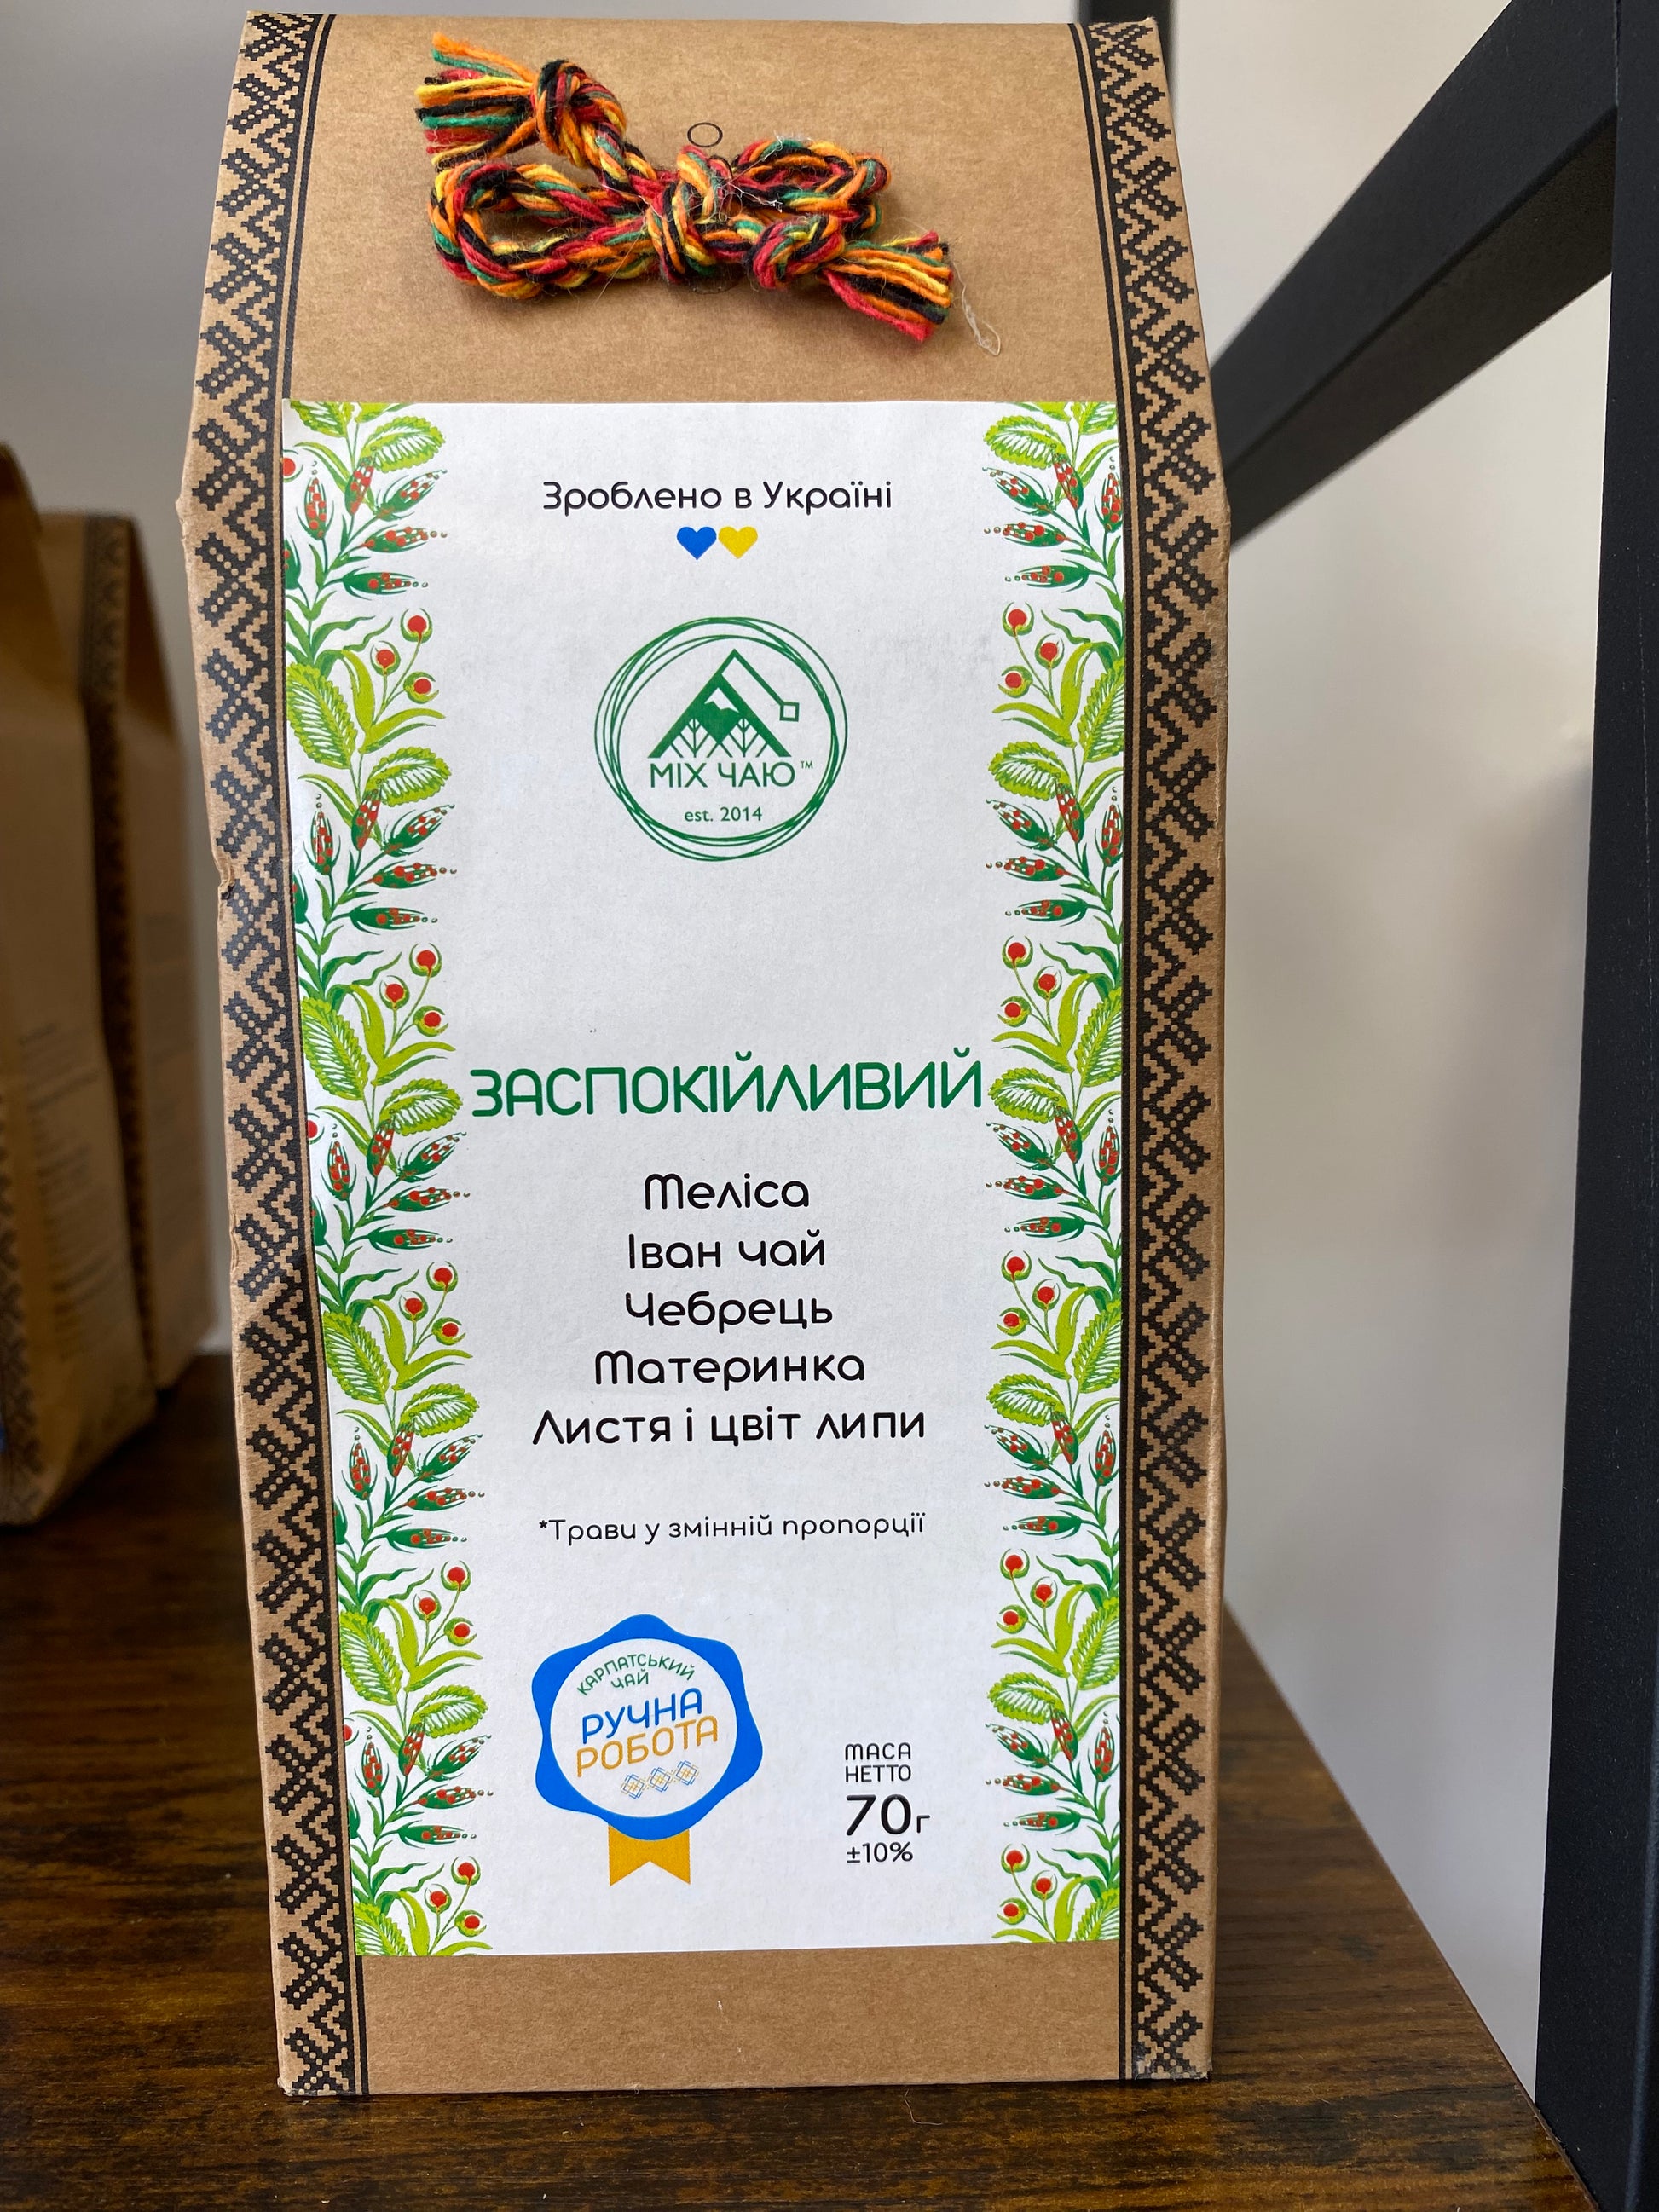 Зроблено в Україні
МІХ ЧАЮ™
est. 2014
ЗАСПОКІЙЛИВИЙ
Меліса
Іван чай
Чебрець
Материнка
Листя і цвіт липи
*Трави у змінній пропорції
КАРПАТСЬКИЙ
ЧАЙ
РУЧНА
РОБОТА
МАСА
НЕТТО
70г
±10%